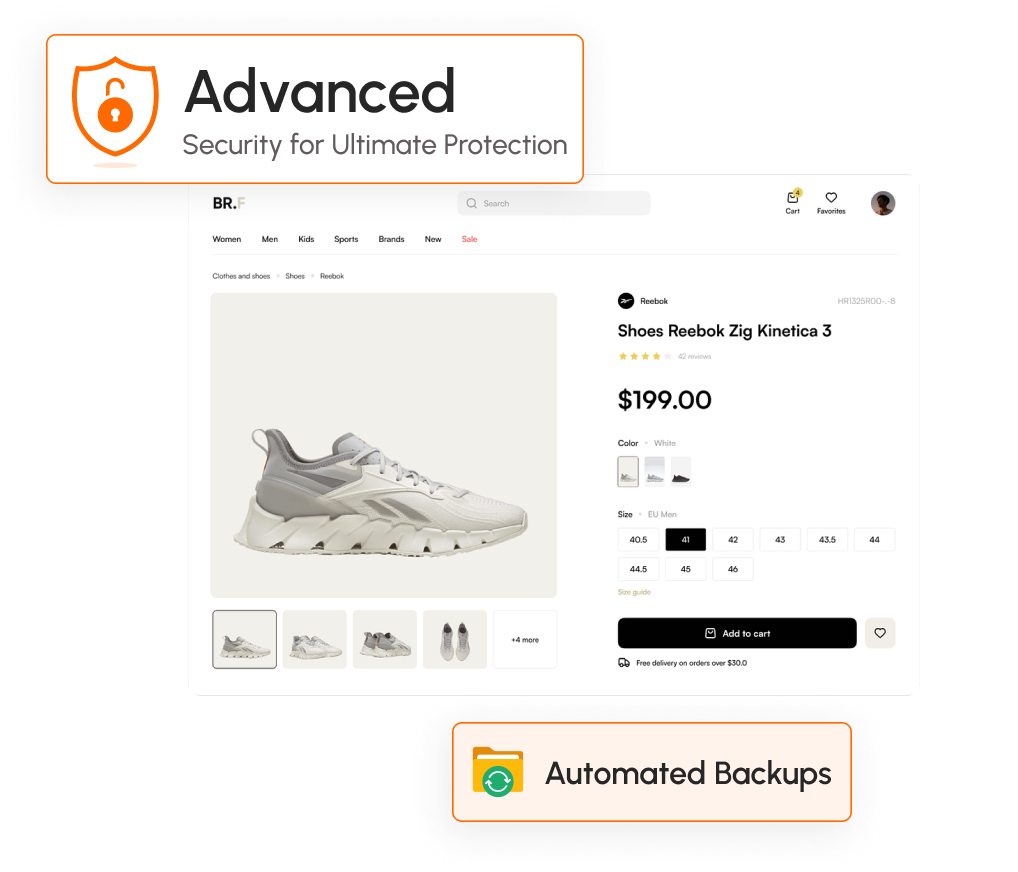 Advanced
Security for Ultimate Protection
BR.F
Search
4
Cart
Favorites
Women Men Kids Sports Brands New Sale
Clothes and shoes Shoes Reebok
Reebok HR1325R00-.-B
Shoes Reebok Zig Kinetica 3
42 reviews
$199.00
Color White
Size EU Men
40.5 41 42 43 43.5 44
44.5 45 46
Size guide
+4 more
Add to cart
Free delivery on orders over $30.0
Automated Backups